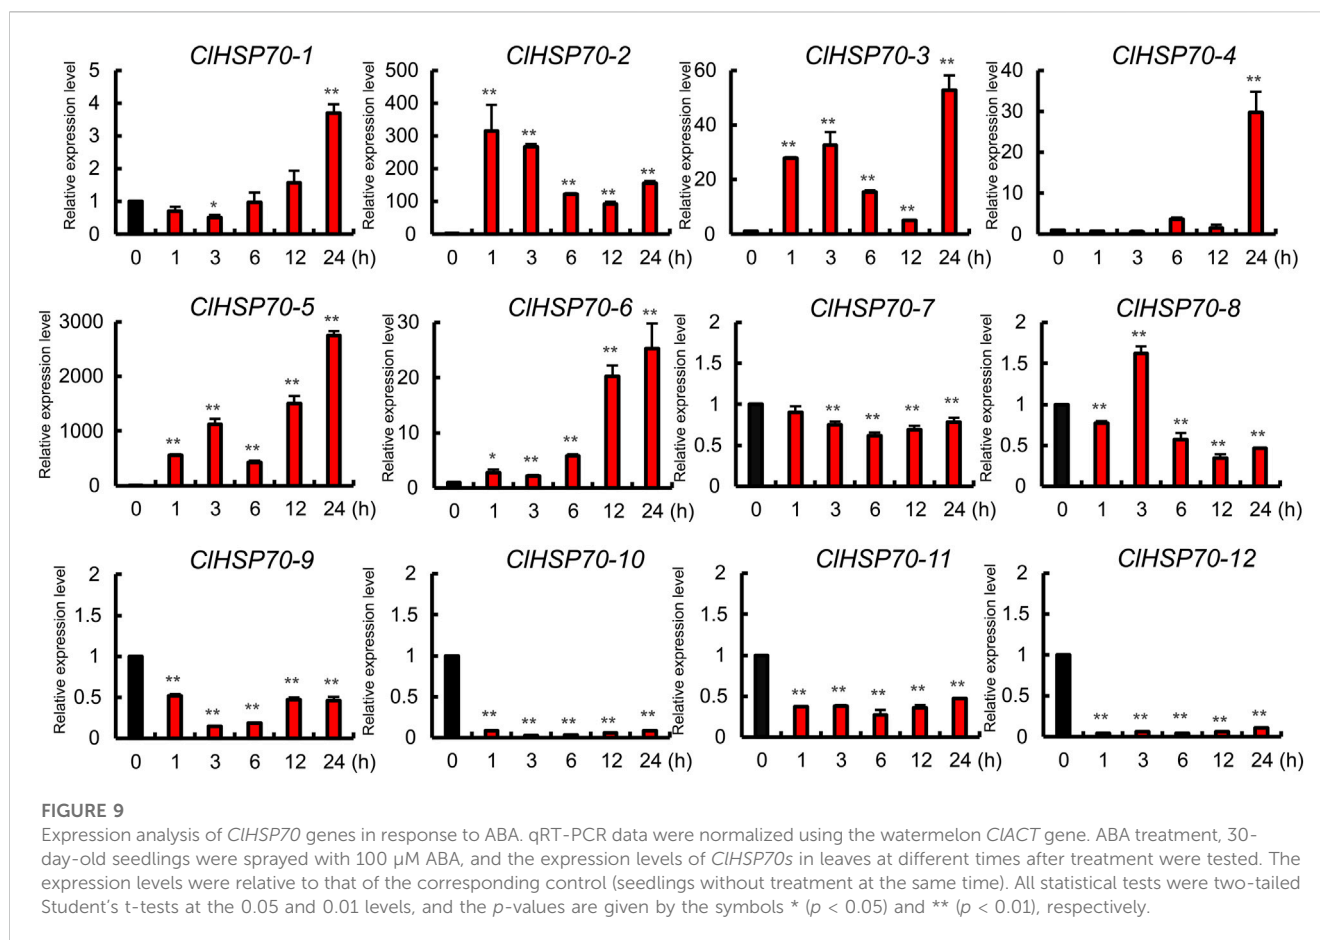 ClHSP70-1
Relative expression level
5
4
3
2
1
0
*
**
0 1 3 6 12 24 (h)
ClHSP70-2
Relative expression level
500
400
300
200
100
0
**
**
**
**
**
0 1 3 6 12 24 (h)
ClHSP70-3
Relative expression level
60
40
20
0
**
**
**
**
**
0 1 3 6 12 24 (h)
ClHSP70-4
Relative expression level
40
30
20
10
0
**
0 1 3 6 12 24 (h)
ClHSP70-5
Relative expression level
3000
2000
1000
0
**
**
**
**
**
0 1 3 6 12 24 (h)
ClHSP70-6
Relative expression level
30
20
10
0
*
**
**
**
**
0 1 3 6 12 24 (h)
ClHSP70-7
Relative expression level
2
1.5
1
0.5
0
**
**
**
**
0 1 3 6 12 24 (h)
ClHSP70-8
Relative expression level
2
1.5
1
0.5
0
**
**
**
**
**
0 1 3 6 12 24 (h)
ClHSP70-9
Relative expression level
2
1.5
1
0.5
0
**
**
**
**
**
0 1 3 6 12 24 (h)
ClHSP70-10
Relative expression level
2
1.5
1
0.5
0
**
**
**
**
**
0 1 3 6 12 24 (h)
ClHSP70-11
Relative expression level
2
1.5
1
0.5
0
**
**
**
**
**
0 1 3 6 12 24 (h)
ClHSP70-12
Relative expression level
2
1.5
1
0.5
0
**
**
**
**
**
0 1 3 6 12 24 (h)
FIGURE 9
Expression analysis of ClHSP70 genes in response to ABA. qRT-PCR data were normalized using the watermelon ClACT gene. ABA treatment, 30-
day-old seedlings were sprayed with 100 µM ABA, and the expression levels of ClHSP70s in leaves at different times after treatment were tested. The
expression levels were relative to that of the corresponding control (seedlings without treatment at the same time). All statistical tests were two-tailed
Student's t-tests at the 0.05 and 0.01 levels, and the p-values are given by the symbols * (p < 0.05) and ** (p < 0.01), respectively.